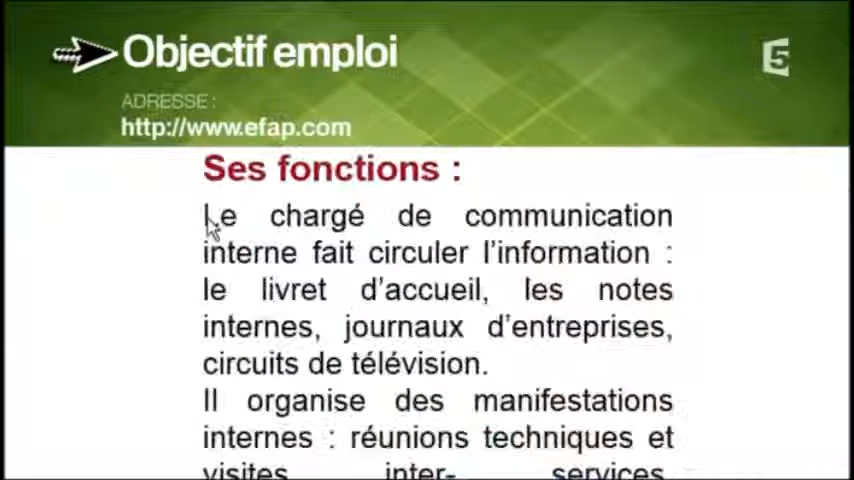 Objectif emploi
5
ADRESSE :
http://www.efap.com
Ses fonctions :
Le chargé de communication
interne fait circuler l'information :
le livret d'accueil, les notes
internes, journaux d'entreprises,
circuits de télévision.
Il organise des manifestations
internes : réunions techniques et
visites inter- services.